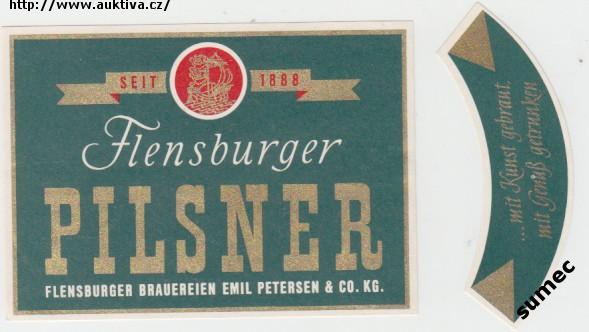 http://www.auktiva.cz/
SEIT 1888
Flensburger
PILSNER
FLENSBURGER BRAUEREIEN EMIL PETERSEN & CO. KG.
...mit Kunst gebraut,
mit Genuß getrunken
sumec